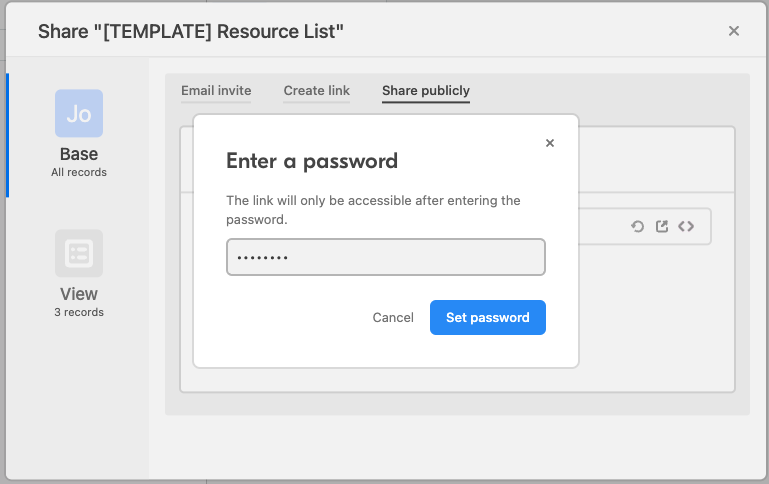 Share "[TEMPLATE] Resource List"
×
Jo
Base
All records
View
3 records
Email invite
Create link
Share publicly
×
Enter a password
The link will only be accessible after entering the
password.
••••••••
Cancel
Set password